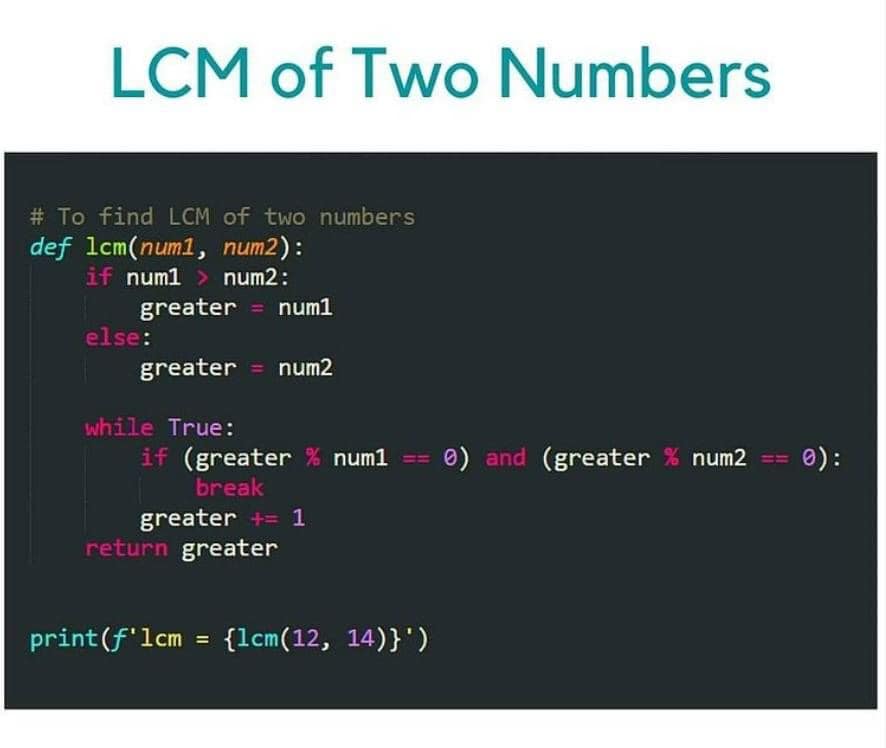 LCM of Two Numbers
# To find LCM of two numbers
def lcm(num1, num2):
    if num1 > num2:
        greater = num1
    else:
        greater = num2
    while True:
        if (greater % num1 == 0) and (greater % num2 == 0):
            break
        greater += 1
    return greater
print(f'lcm = {lcm(12, 14)}')